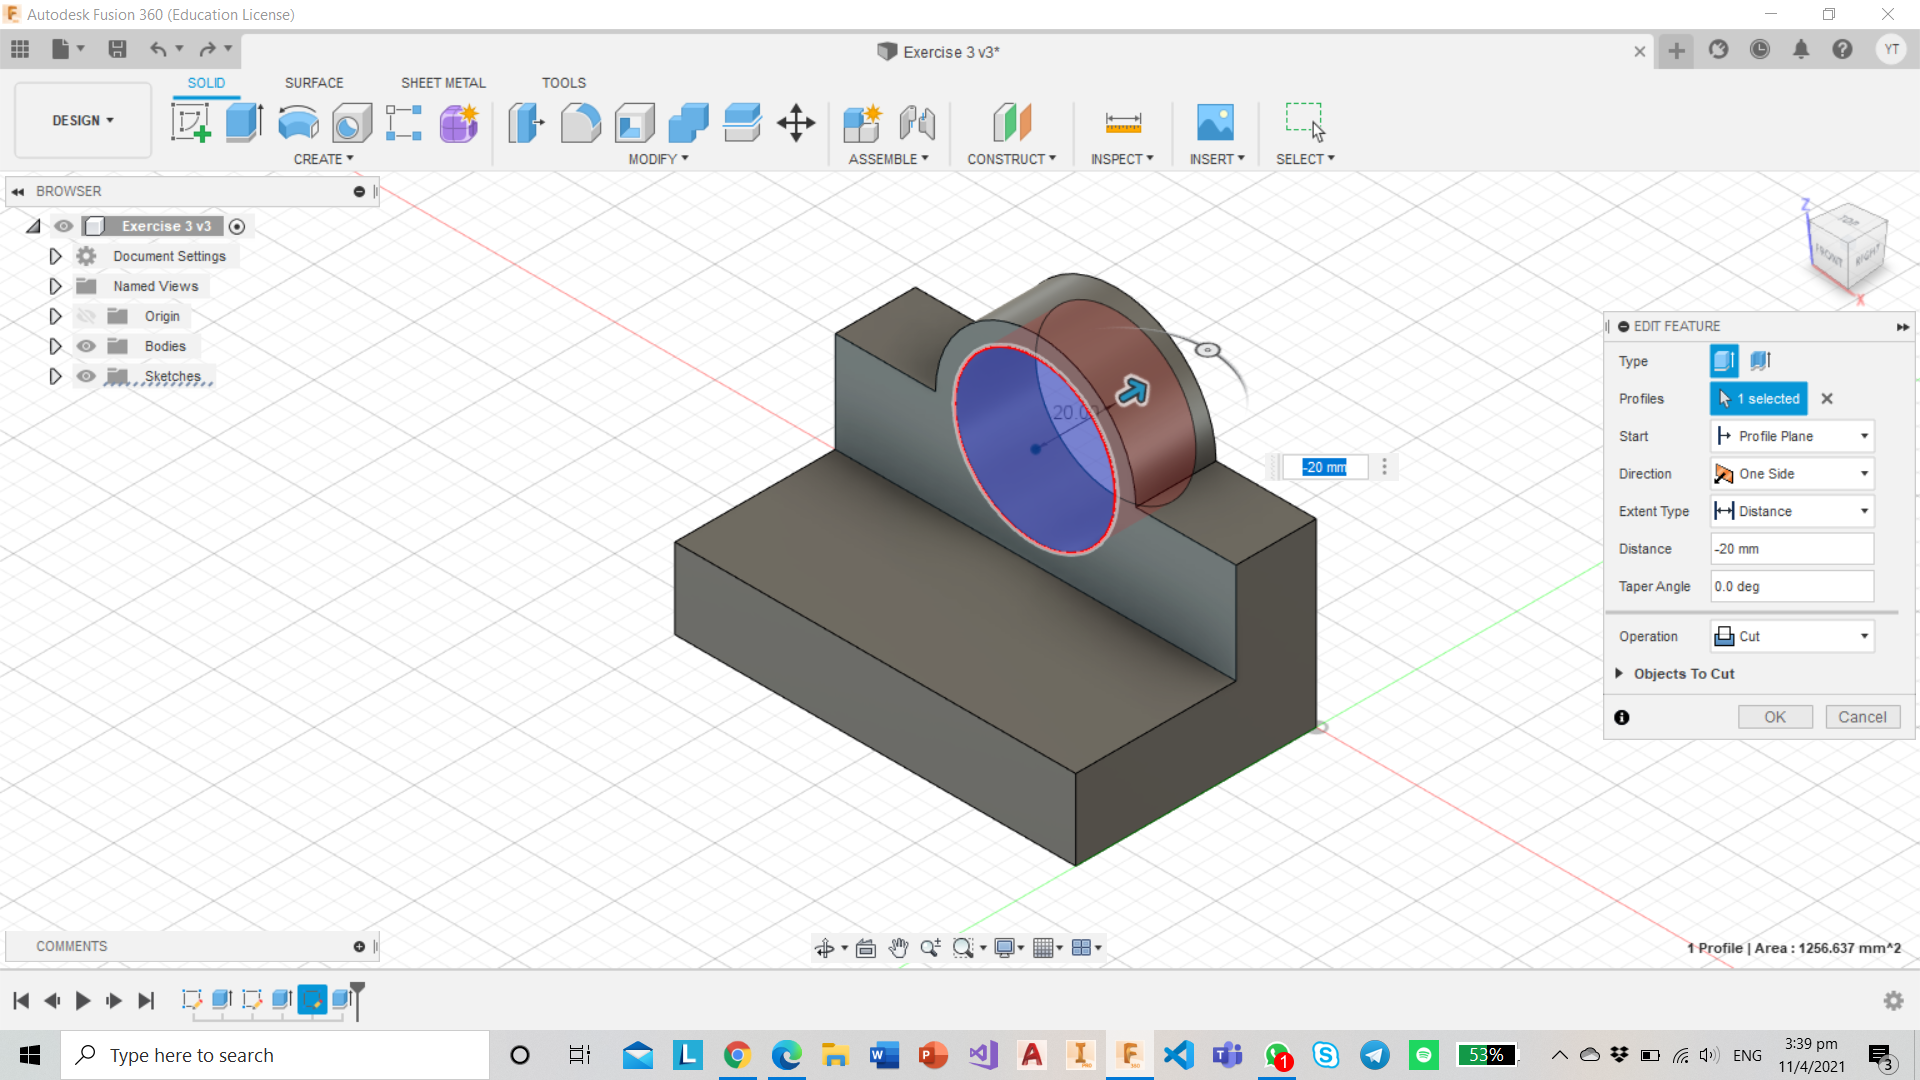 Autodesk Fusion 360 (Education License)
Exercise 3 v3*
YT
DESIGN
SOLID SURFACE SHEET METAL TOOLS
CREATE MODIFY ASSEMBLE CONSTRUCT INSPECT INSERT SELECT
BROWSER
Exercise 3 v3
Document Settings
Named Views
Origin
Bodies
Sketches
Z
TOP
FRONT
RIGHT
X
-20 mm
EDIT FEATURE
Type
Profiles 1 selected
Start Profile Plane
Direction One Side
Extent Type Distance
Distance -20 mm
Taper Angle 0.0 deg
Operation Cut
Objects To Cut
OK Cancel
COMMENTS
1 Profile | Area : 1256.637 mm^2
Type here to search
53%
ENG
3:39 pm
11/4/2021
1
3